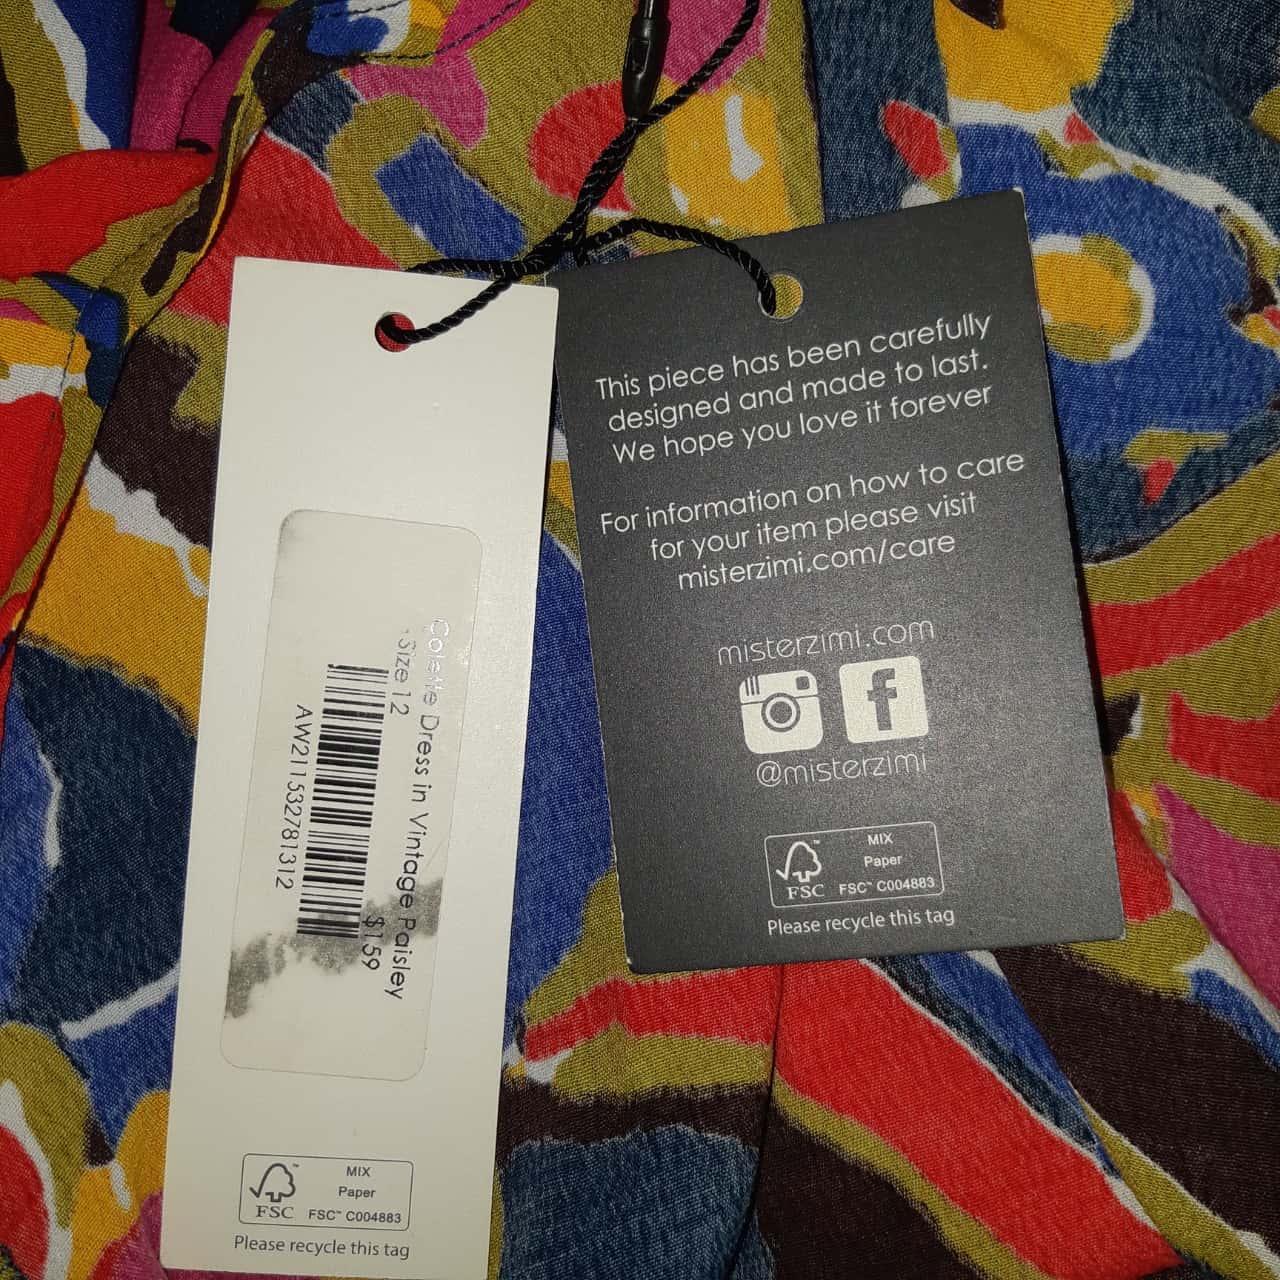 Colette Dress in Vintage Paisley
Size 12
$159
AW211532781312
MIX
Paper
FSC
FSC™ C004883
Please recycle this tag
This piece has been carefully
designed and made to last.
We hope you love it forever
For information on how to care
for your item please visit
misterzimi.com/care
misterzimi.com
@misterzimi
MIX
Paper
FSC
FSC™ C004883
Please recycle this tag